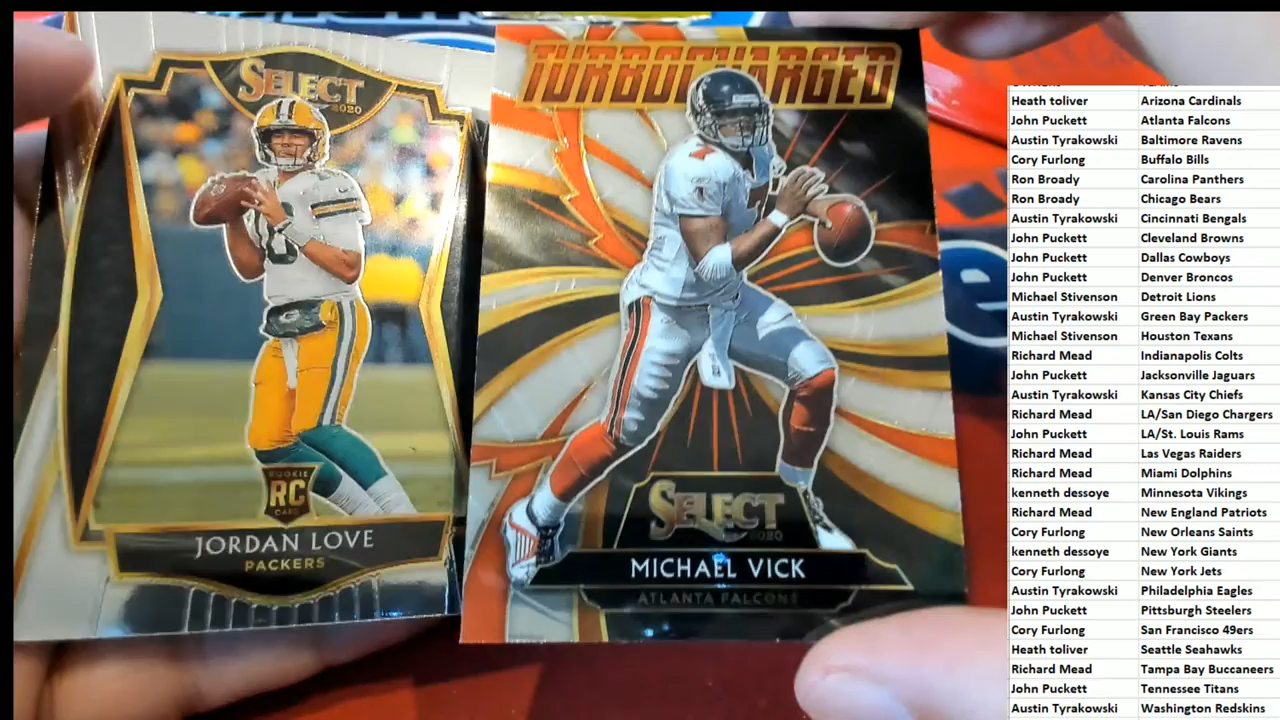 SELECT
2020
ROOKIE
RC
CARD
JORDAN LOVE
PACKERS
TURBOCHARGED
7
SELECT
2020
MICHAEL VICK
ATLANTA FALCONS
Heath toliver Arizona Cardinals
John Puckett Atlanta Falcons
Austin Tyrakowski Baltimore Ravens
Cory Furlong Buffalo Bills
Ron Broady Carolina Panthers
Ron Broady Chicago Bears
Austin Tyrakowski Cincinnati Bengals
John Puckett Cleveland Browns
John Puckett Dallas Cowboys
John Puckett Denver Broncos
Michael Stivenson Detroit Lions
Austin Tyrakowski Green Bay Packers
Michael Stivenson Houston Texans
Richard Mead Indianapolis Colts
John Puckett Jacksonville Jaguars
Austin Tyrakowski Kansas City Chiefs
Richard Mead LA/San Diego Chargers
John Puckett LA/St. Louis Rams
Richard Mead Las Vegas Raiders
Richard Mead Miami Dolphins
kenneth dessoye Minnesota Vikings
Richard Mead New England Patriots
Cory Furlong New Orleans Saints
kenneth dessoye New York Giants
Cory Furlong New York Jets
Austin Tyrakowski Philadelphia Eagles
John Puckett Pittsburgh Steelers
Cory Furlong San Francisco 49ers
Heath toliver Seattle Seahawks
Richard Mead Tampa Bay Buccaneers
John Puckett Tennessee Titans
Austin Tyrakowski Washington Redskins